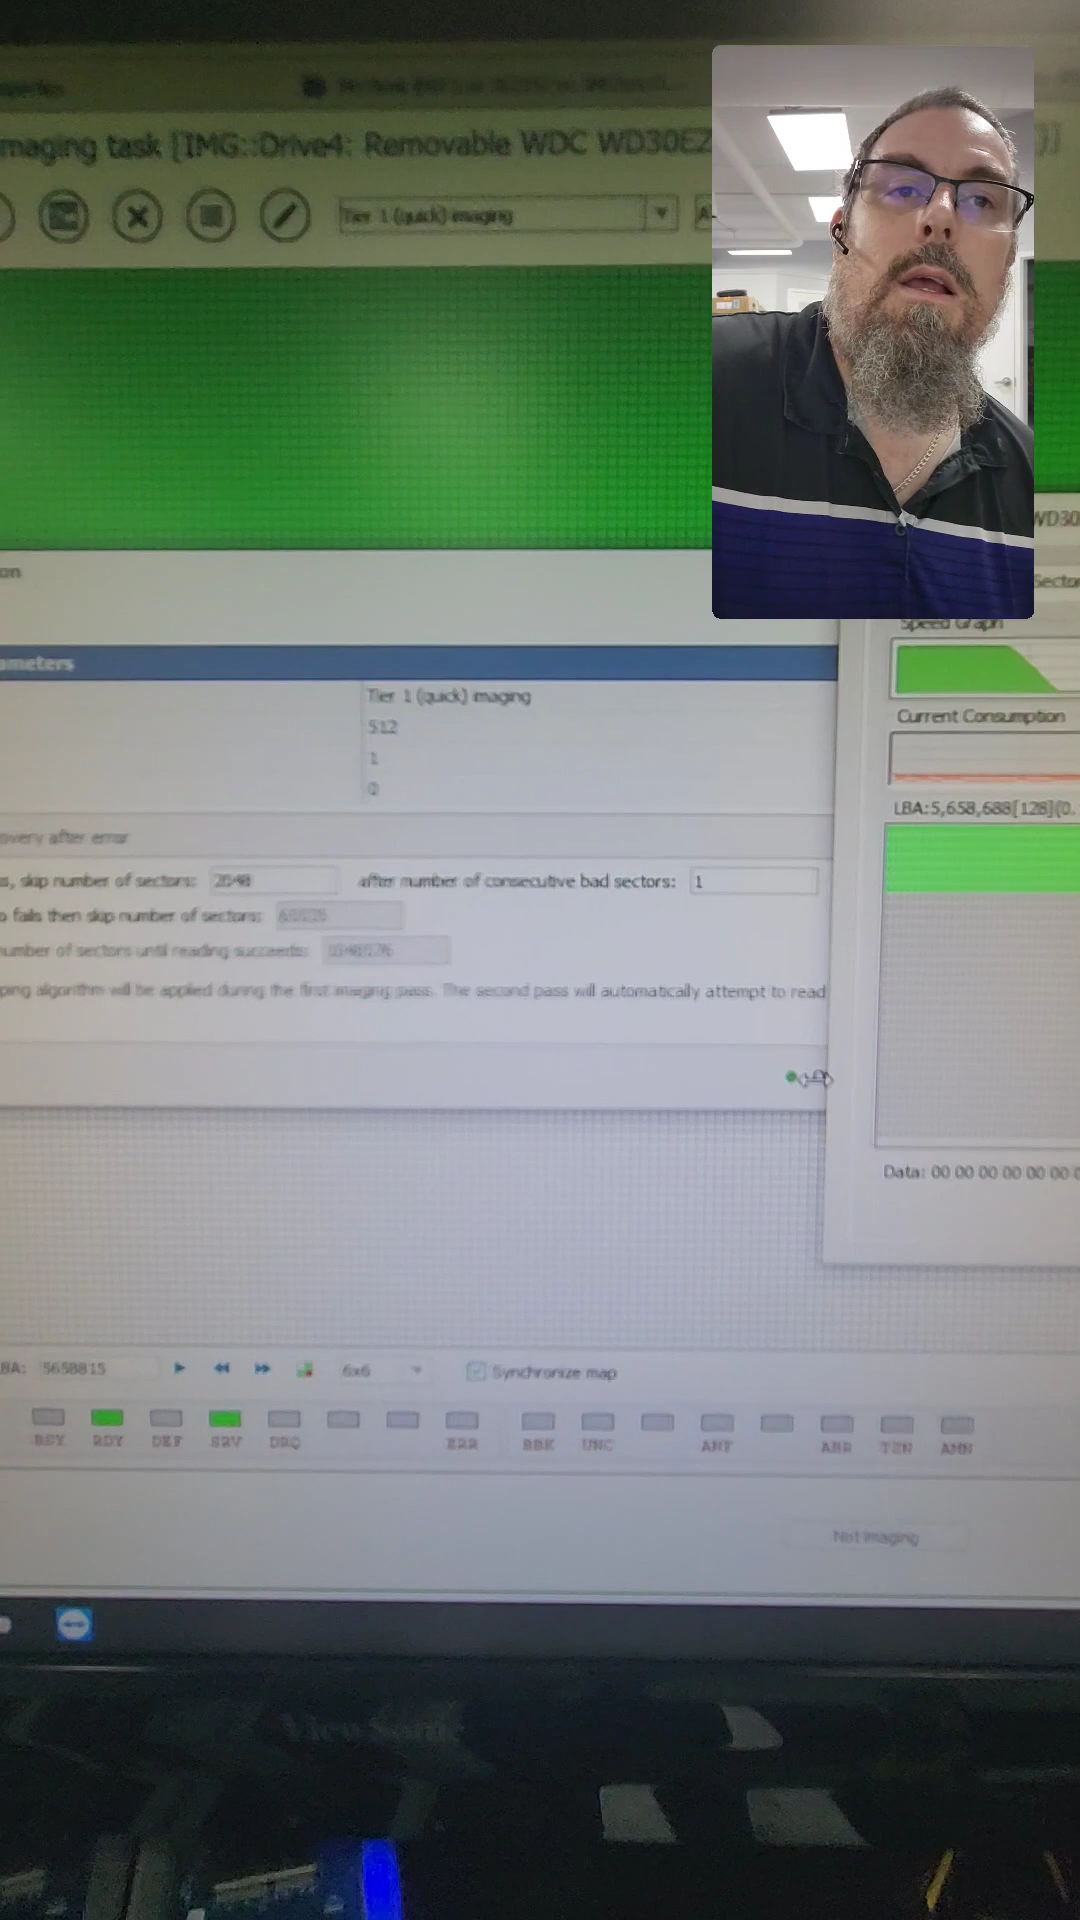 maging task [IMG::Drive4: Removable WDC WD30EZ
)]
Tier 1 (quick) imaging
A
on
WD30
Secto
ameters
Speed Graph
Tier 1 (quick) imaging
512
1
0
Current Consumption
LBA:5,658,688[128](0.
overy after error
s, skip number of sectors: 2048 after number of consecutive bad sectors: 1
p fails then skip number of sectors:
number of sectors until reading succeeds:
ping algorithm will be applied during the first imaging pass. The second pass will automatically attempt to read
Data: 00 00 00 00 00 00 0
BA: 5658815 6x6 Synchronize map
BSY RDY DEF SRV DRQ ERR BBK UNC ANF ABR TZN AMN
Not Imaging
ViewSonic